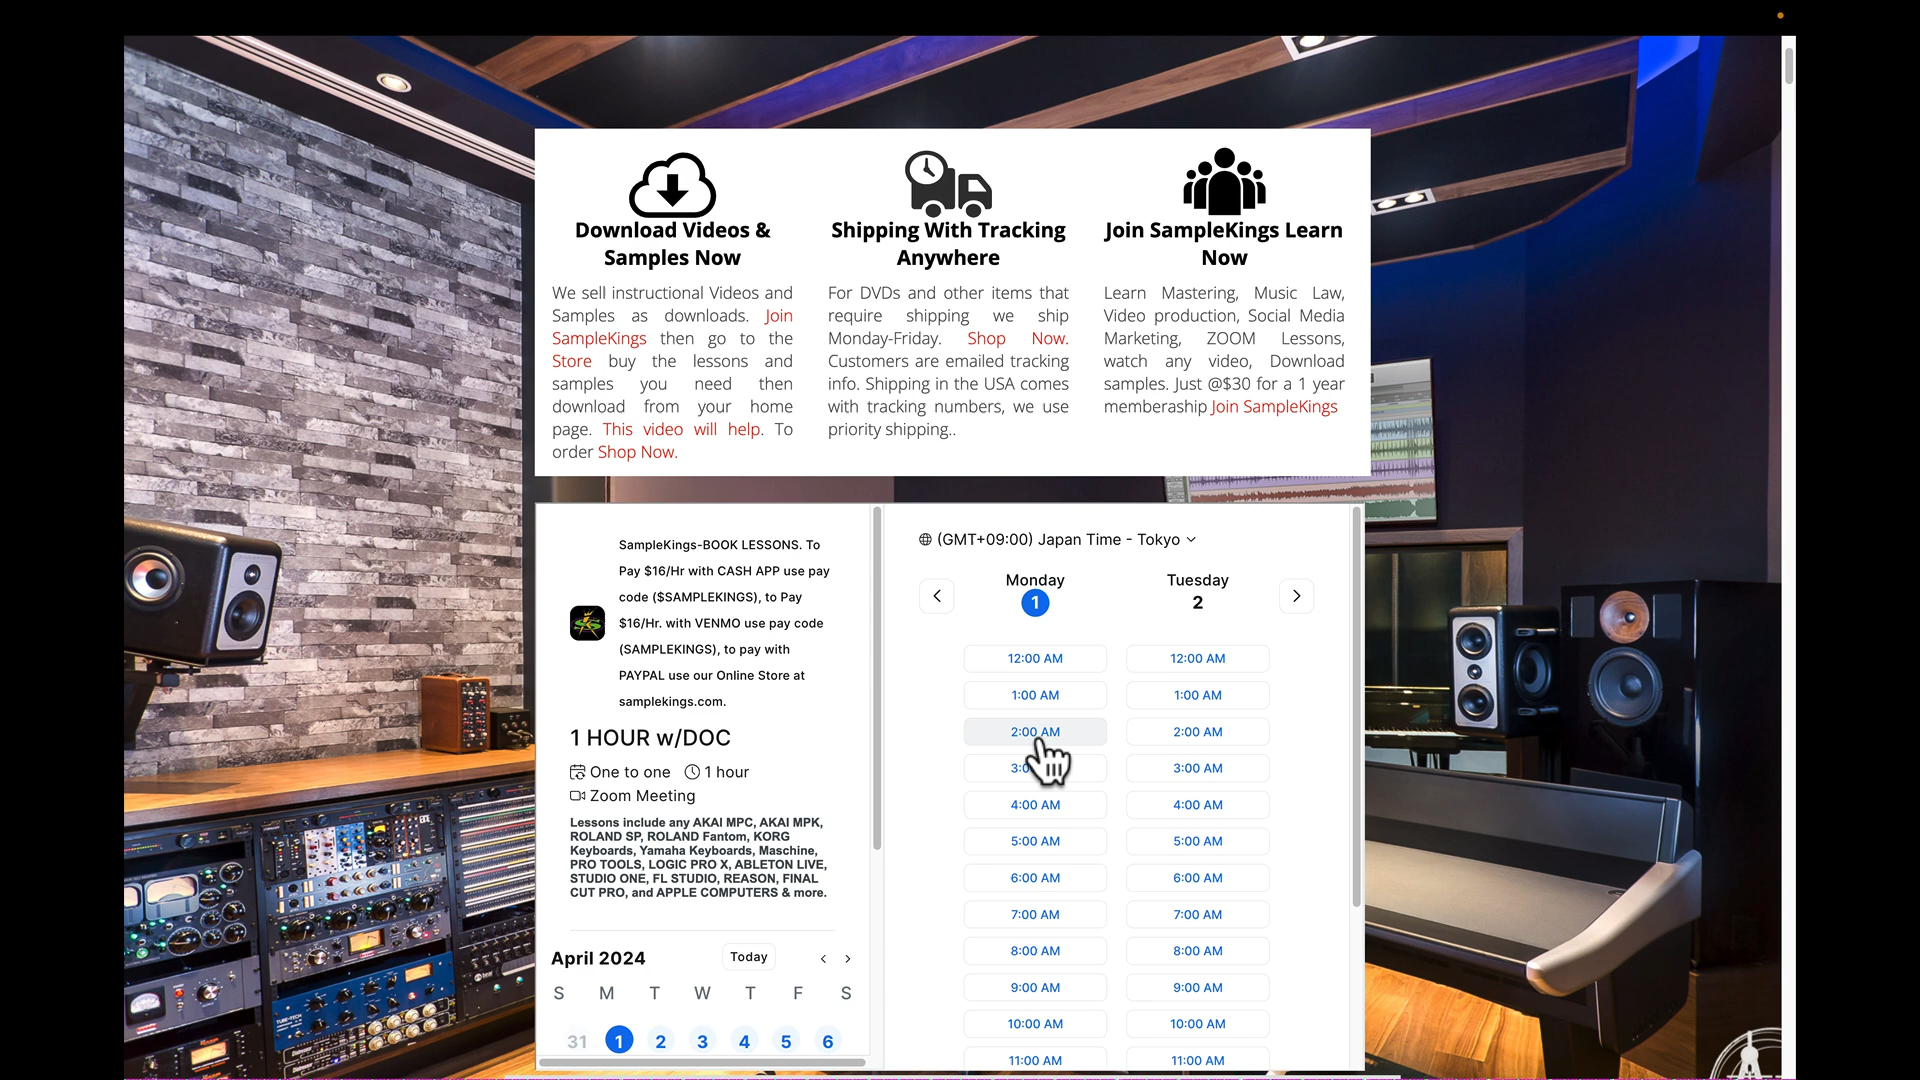 Download Videos &
Samples Now
We sell instructional Videos and
Samples as downloads. Join
SampleKings then go to the
Store buy the lessons and
samples you need then
download from your home
page. This video will help. To
order Shop Now.
Shipping With Tracking
Anywhere
For DVDs and other items that
require shipping we ship
Monday-Friday. Shop Now.
Customers are emailed tracking
info. Shipping in the USA comes
with tracking numbers, we use
priority shipping..
Join SampleKings Learn
Now
Learn Mastering, Music Law,
Video production, Social Media
Marketing, ZOOM Lessons,
watch any video, Download
samples. Just @$30 for a 1 year
memberaship Join SampleKings
SampleKings-BOOK LESSONS. To
Pay $16/Hr with CASH APP use pay
code ($SAMPLEKINGS), to Pay
$16/Hr. with VENMO use pay code
(SAMPLEKINGS), to pay with
PAYPAL use our Online Store at
samplekings.com.
1 HOUR w/DOC
One to one 1 hour
Zoom Meeting
Lessons include any AKAI MPC, AKAI MPK,
ROLAND SP, ROLAND Fantom, KORG
Keyboards, Yamaha Keyboards, Maschine,
PRO TOOLS, LOGIC PRO X, ABLETON LIVE,
STUDIO ONE, FL STUDIO, REASON, FINAL
CUT PRO, and APPLE COMPUTERS & more.
April 2024 Today
S M T W T F S
31 1 2 3 4 5 6
(GMT+09:00) Japan Time - Tokyo
Monday Tuesday
1 2
12:00 AM 12:00 AM
1:00 AM 1:00 AM
2:00 AM 2:00 AM
3:0 3:00 AM
4:00 AM 4:00 AM
5:00 AM 5:00 AM
6:00 AM 6:00 AM
7:00 AM 7:00 AM
8:00 AM 8:00 AM
9:00 AM 9:00 AM
10:00 AM 10:00 AM
11:00 AM 11:00 AM